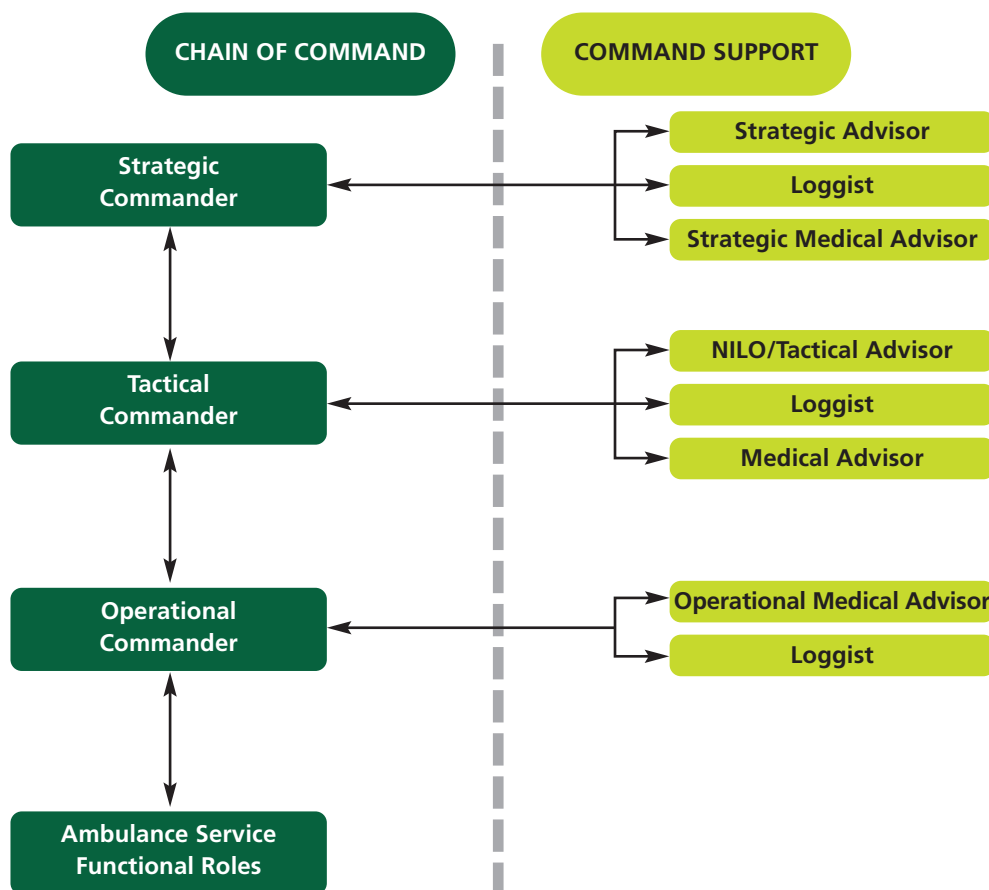 CHAIN OF COMMAND
COMMAND SUPPORT
Strategic
Commander
Strategic Advisor
Loggist
Strategic Medical Advisor
Tactical
Commander
NILO/Tactical Advisor
Loggist
Medical Advisor
Operational
Commander
Operational Medical Advisor
Loggist
Ambulance Service
Functional Roles